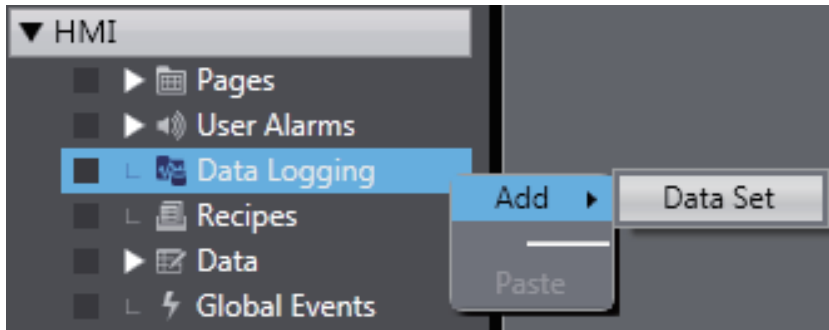 HMI
Pages
User Alarms
Data Logging
Add
Data Set
Recipes
Data
Paste
Global Events